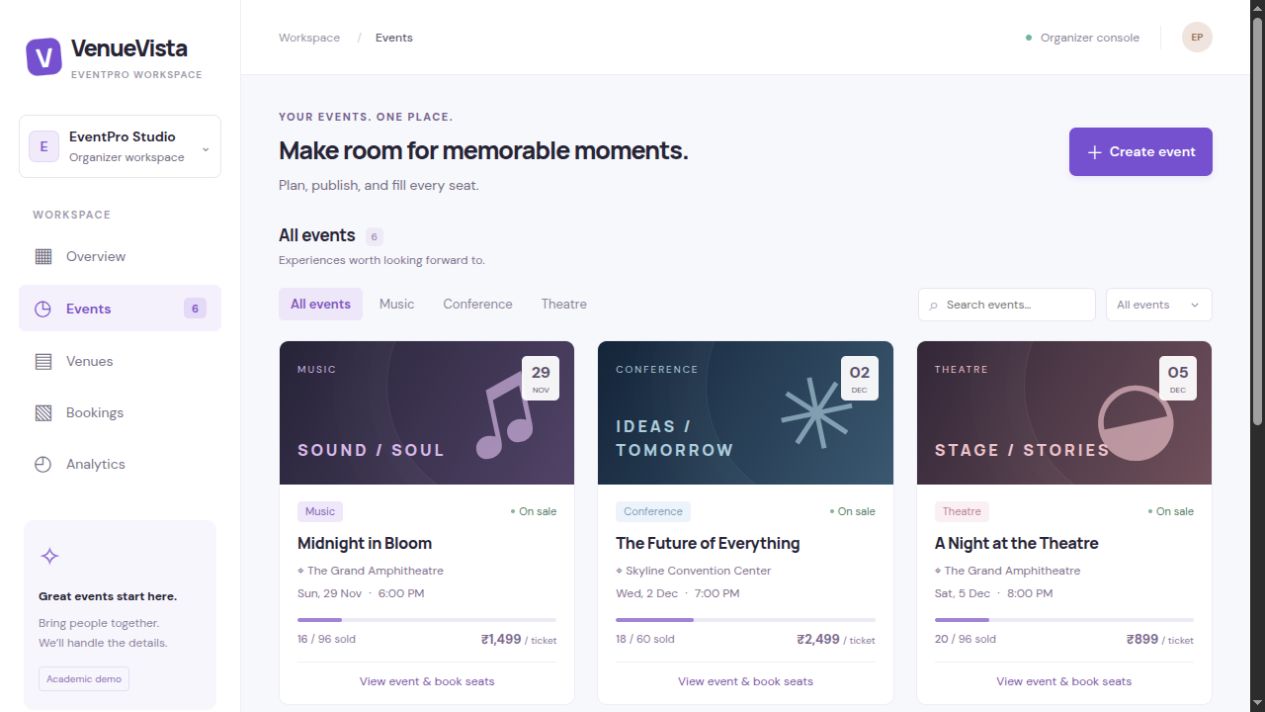 V
VenueVista
EVENTPRO WORKSPACE
E
EventPro Studio
Organizer workspace
WORKSPACE
Overview
Events 6
Venues
Bookings
Analytics
Great events start here.
Bring people together.
We'll handle the details.
Academic demo
Workspace / Events
Organizer console
EP
YOUR EVENTS. ONE PLACE.
Make room for memorable moments.
Plan, publish, and fill every seat.
+ Create event
All events 6
Experiences worth looking forward to.
All events Music Conference Theatre
Search events...
All events
MUSIC
29
NOV
SOUND / SOUL
Music
• On sale
Midnight in Bloom
The Grand Amphitheatre
Sun, 29 Nov · 6:00 PM
16 / 96 sold
₹1,499 / ticket
View event & book seats
CONFERENCE
02
DEC
IDEAS /
TOMORROW
Conference
• On sale
The Future of Everything
Skyline Convention Center
Wed, 2 Dec · 7:00 PM
18 / 60 sold
₹2,499 / ticket
View event & book seats
THEATRE
05
DEC
STAGE / STORIES
Theatre
• On sale
A Night at the Theatre
The Grand Amphitheatre
Sat, 5 Dec · 8:00 PM
20 / 96 sold
₹899 / ticket
View event & book seats